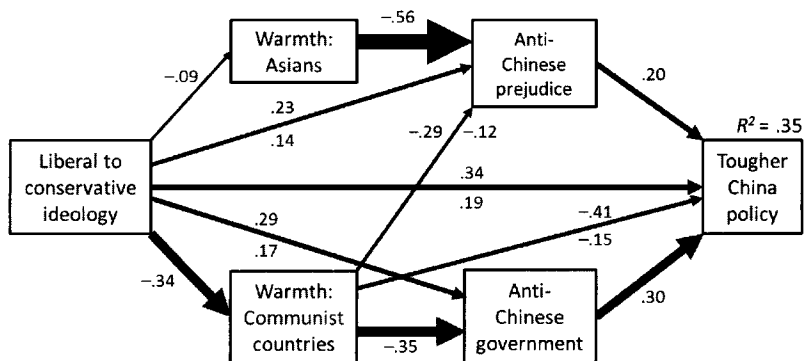 −.56
Warmth:
Asians
Anti-
Chinese
prejudice
−.09
.20
.23
.14
−.29 −.12
R² = .35
Liberal to
conservative
ideology
.34
.19
Tougher
China
policy
.29
.17
−.41
−.15
−.34
Warmth:
Communist
countries
−.35
Anti-
Chinese
government
.30